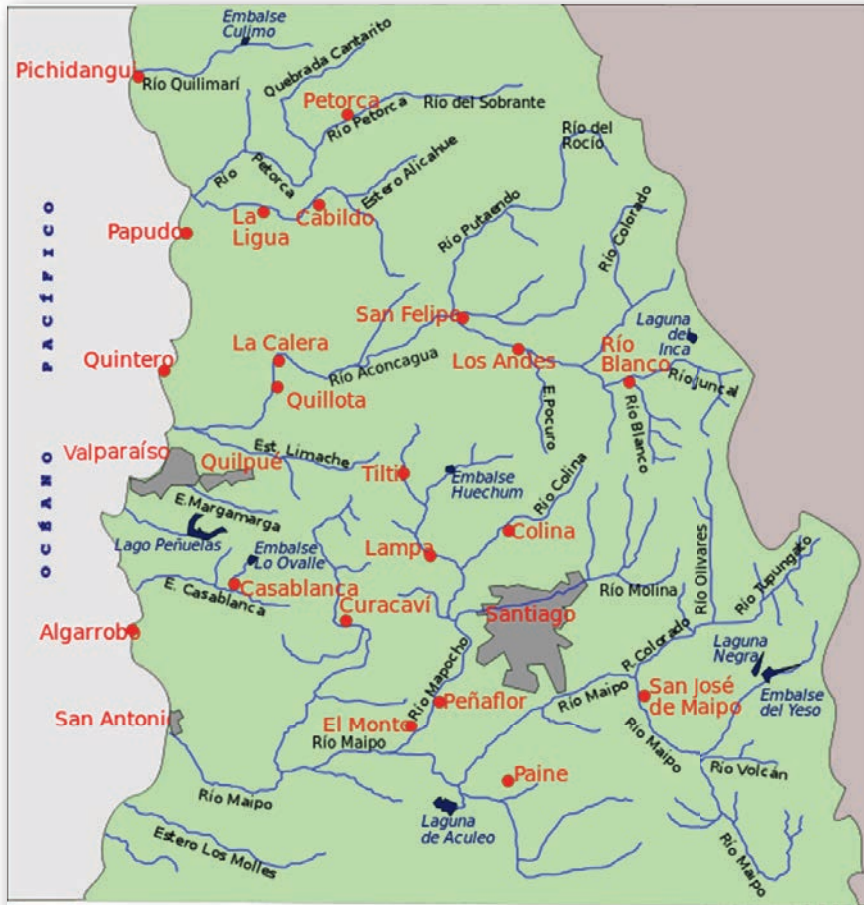 Embalse
Culimo
Quebrada Cantarito
Pichidangui
Río Quilimarí
Petorca
Río Petorca
Río del Sobrante
Río del
Rocío
Río
Petorca
Estero Alicahue
La
Ligua
Cabildo
Río Putaendo
Río Colorado
Papudo
OCÉANO PACÍFICO
San Felipe
Laguna
del
Inca
La Calera
Los Andes
Río
Blanco
Quintero
Río Aconcagua
Río Juncal
Quillota
E.Pocuro
Río Blanco
Valparaíso
Quilpué
Est. Limache
Tiltil
Embalse
Huechum
Río Colina
E.Margamarga
Colina
Lago Peñuelas
Embalse
Lo Ovalle
Lampa
Río Olivares
Río Tupungato
E. Casablanca
Casablanca
Curacaví
Santiago
Río Molina
Algarrobo
R.Colorado
Laguna
Negra
Río Mapocho
San Antonio
Peñaflor
Río Maipo
San José
de Maipo
Embalse
del Yeso
El Monte
Río Maipo
Río Maipo
Río Volcán
Paine
Río Maipo
Laguna
de Aculeo
Estero Los Molles
Río Maipo